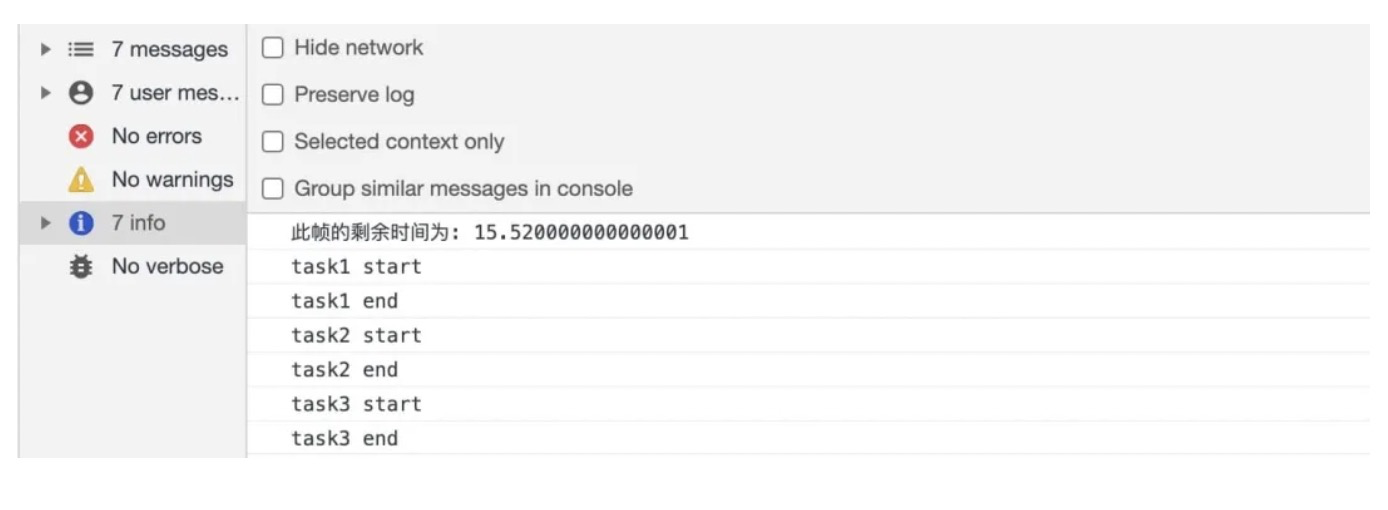 7 messages
7 user mes...
No errors
No warnings
7 info
No verbose
Hide network
Preserve log
Selected context only
Group similar messages in console
此帧的剩余时间为: 15.520000000000001
task1 start
task1 end
task2 start
task2 end
task3 start
task3 end